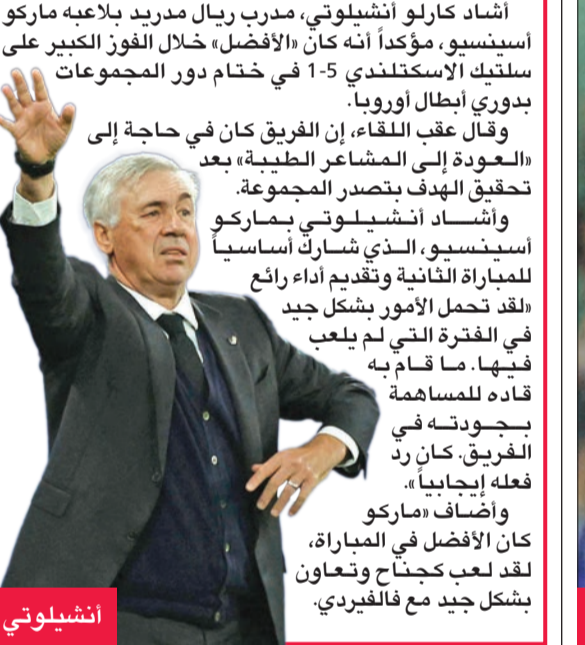 أشاد كارلو أنشيلوتي، مدرب ريال مدريد بلاعبه ماركو
أسينسيو، مؤكداً أنه كان «الأفضل» خلال الفوز الكبير على
سلتيك الاسكتلندي 5-1 في ختام دور المجموعات
بدوري أبطال أوروبا.
وقال عقب اللقاء، إن الفريق كان في حاجة إلى
«العودة إلى المشاعر الطيبة» بعد
تحقيق الهدف بتصدر المجموعة.
وأشاد أنشيلوتي بماركو
أسينسيو، الذي شارك أساسياً
للمباراة الثانية وتقديم أداء رائع
«لقد تحمل الأمور بشكل جيد
في الفترة التي لم يلعب
فيها. ما قام به
قاده للمساهمة
بجودته في
الفريق. كان رد
فعله إيجابياً».
وأضاف «ماركو
كان الأفضل في المباراة،
لقد لعب كجناح وتعاون
بشكل جيد مع فالفيردي.
أنشيلوتي